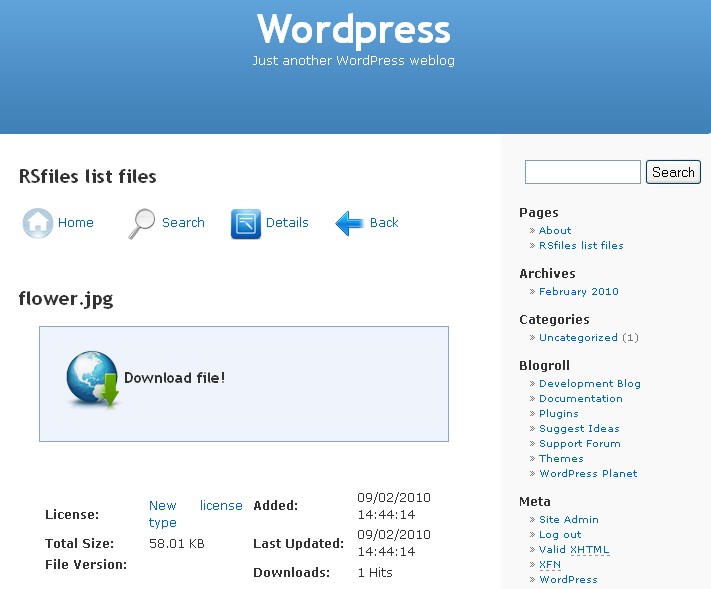 Wordpress
Just another WordPress weblog
RSfiles list files
Home Search Details Back
flower.jpg
Download file!
License: New license type
Added: 09/02/2010 14:44:14
Total Size: 58.01 KB
Last Updated: 09/02/2010 14:44:14
File Version:
Downloads: 1 Hits
Search
Pages
» About
» RSfiles list files
Archives
» February 2010
Categories
» Uncategorized (1)
Blogroll
» Development Blog
» Documentation
» Plugins
» Suggest Ideas
» Support Forum
» Themes
» WordPress Planet
Meta
» Site Admin
» Log out
» Valid XHTML
» XFN
» WordPress